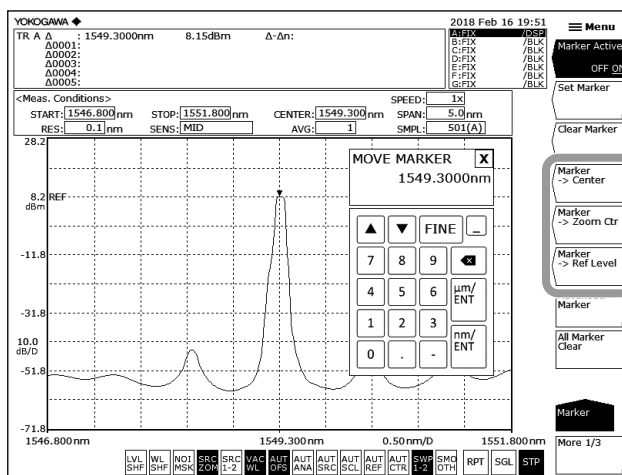 YOKOGAWA
2018 Feb 16 19:51
TR A Δ : 1549.3000nm 8.15dBm Δ-Δn:
Δ0001:
Δ0002:
Δ0003:
Δ0004:
Δ0005:
A:FIX /DSP
B:FIX /BLK
C:FIX /BLK
D:FIX /BLK
E:FIX /BLK
F:FIX /BLK
G:FIX /BLK
<Meas. Conditions>
SPEED: 1x
START: 1546.800 nm STOP: 1551.800 nm CENTER: 1549.300 nm SPAN: 5.0 nm
RES: 0.1 nm SENS: MID AVG: 1 SMPL: 501(A)
28.2
8.2 REF
dBm
-11.8
-31.8
10.0
dB/D
-51.8
-71.8
1546.800nm 1549.300nm 0.50nm/D 1551.800nm
MOVE MARKER X
1549.3000nm
▲ ▼ FINE _
7 8 9
4 5 6 μm/
ENT
1 2 3 nm/
ENT
0 . -
LVL
SHF
WL
SHF
NOI
MSK
SRC
ZOM
SRC
1-2
VAC
WL
AUT
OFS
AUT
ANA
AUT
SRC
AUT
SCL
AUT
REF
AUT
CTR
SWP
1-2
SMO
OTH
RPT SGL STP
Menu
Marker Active
OFF ON
Set Marker
Clear Marker
Marker
-> Center
Marker
-> Zoom Ctr
Marker
-> Ref Level
Marker
All Marker
Clear
Marker
More 1/3